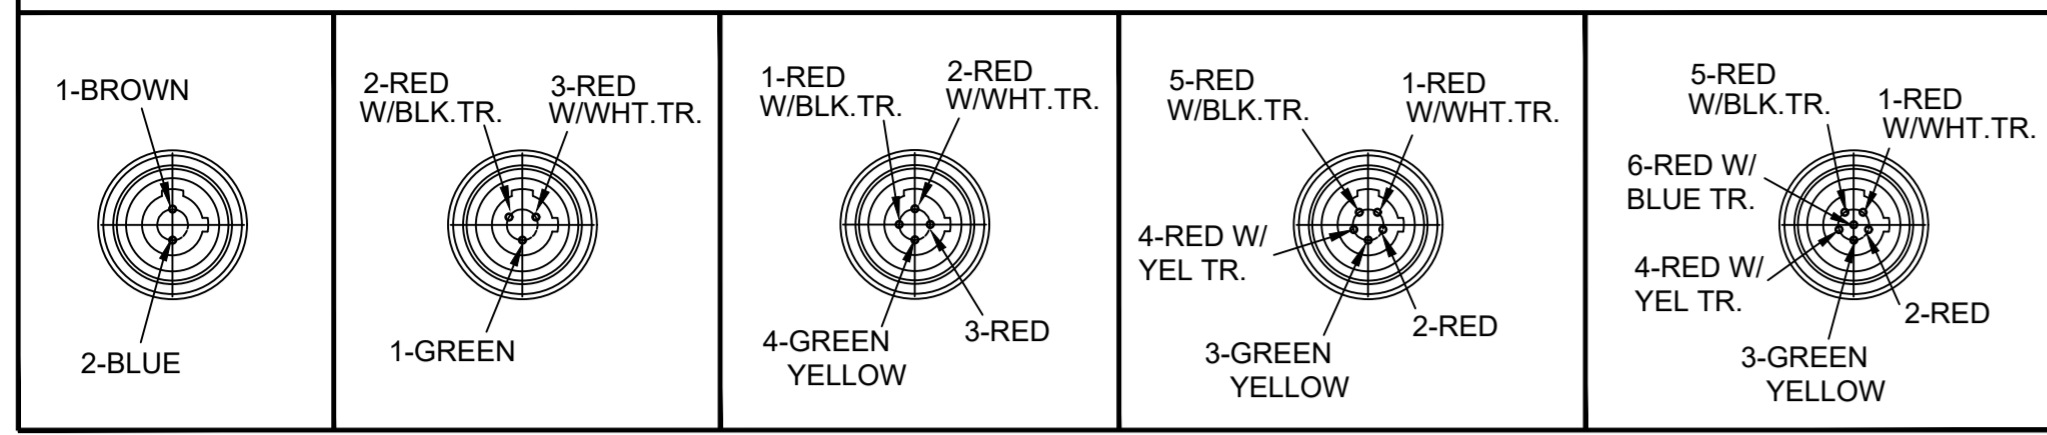 1-BROWN
2-BLUE
2-RED
W/BLK.TR.
3-RED
W/WHT.TR.
1-GREEN
1-RED
W/BLK.TR.
2-RED
W/WHT.TR.
4-GREEN
YELLOW
3-RED
5-RED
W/BLK.TR.
1-RED
W/WHT.TR.
4-RED W/
YEL TR.
2-RED
3-GREEN
YELLOW
5-RED
W/BLK.TR.
1-RED
W/WHT.TR.
6-RED W/
BLUE TR.
4-RED W/
YEL TR.
2-RED
3-GREEN
YELLOW